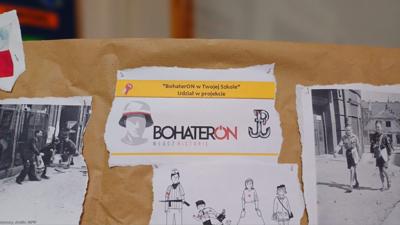 "BohaterON w Twojej Szkole"
Udział w projekcie
BOHATERON
WŁĄCZ HISTORIĘ